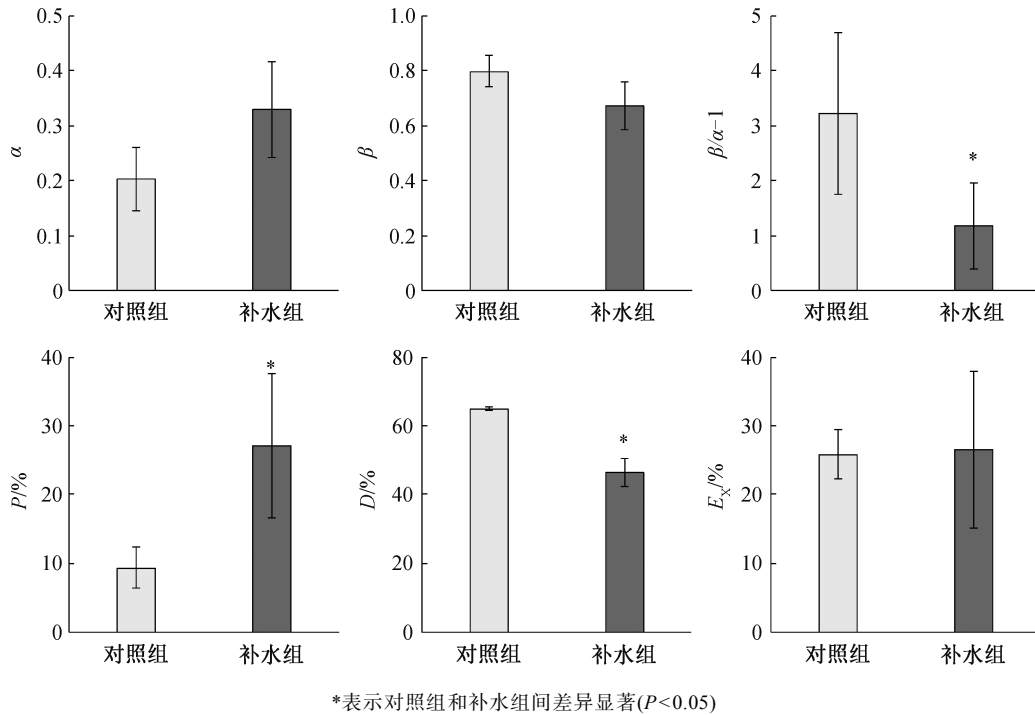 0.5
0.4
0.3
0.2
0.1
0
α
对照组
补水组
1.0
0.8
0.6
0.4
0.2
0
β
对照组
补水组
5
4
3
2
1
0
β/α−1
*
对照组
补水组
40
30
20
10
0
P/%
*
对照组
补水组
80
60
40
20
0
D/%
*
对照组
补水组
40
30
20
10
0
EX/%
对照组
补水组
*表示对照组和补水组间差异显著(P<0.05)